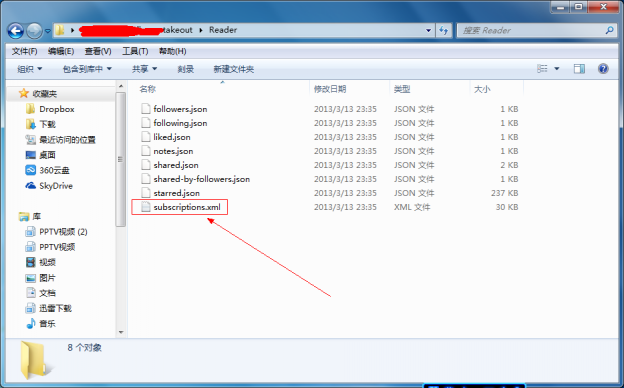 takeout ▸ Reader
搜索 Reader
文件(F) 编辑(E) 查看(V) 工具(T) 帮助(H)
组织 包含到库中 共享 刻录 新建文件夹
收藏夹
Dropbox
下载
最近访问的位置
桌面
360云盘
SkyDrive
库
PPTV视频 (2)
PPTV视频
视频
图片
文档
迅雷下载
音乐
名称 修改日期 类型 大小
followers.json 2013/3/13 23:35 JSON 文件 1 KB
following.json 2013/3/13 23:35 JSON 文件 1 KB
liked.json 2013/3/13 23:35 JSON 文件 1 KB
notes.json 2013/3/13 23:35 JSON 文件 1 KB
shared.json 2013/3/13 23:35 JSON 文件 2 KB
shared-by-followers.json 2013/3/13 23:35 JSON 文件 1 KB
starred.json 2013/3/13 23:35 JSON 文件 237 KB
subscriptions.xml 2013/3/13 23:35 XML 文件 30 KB
8 个对象